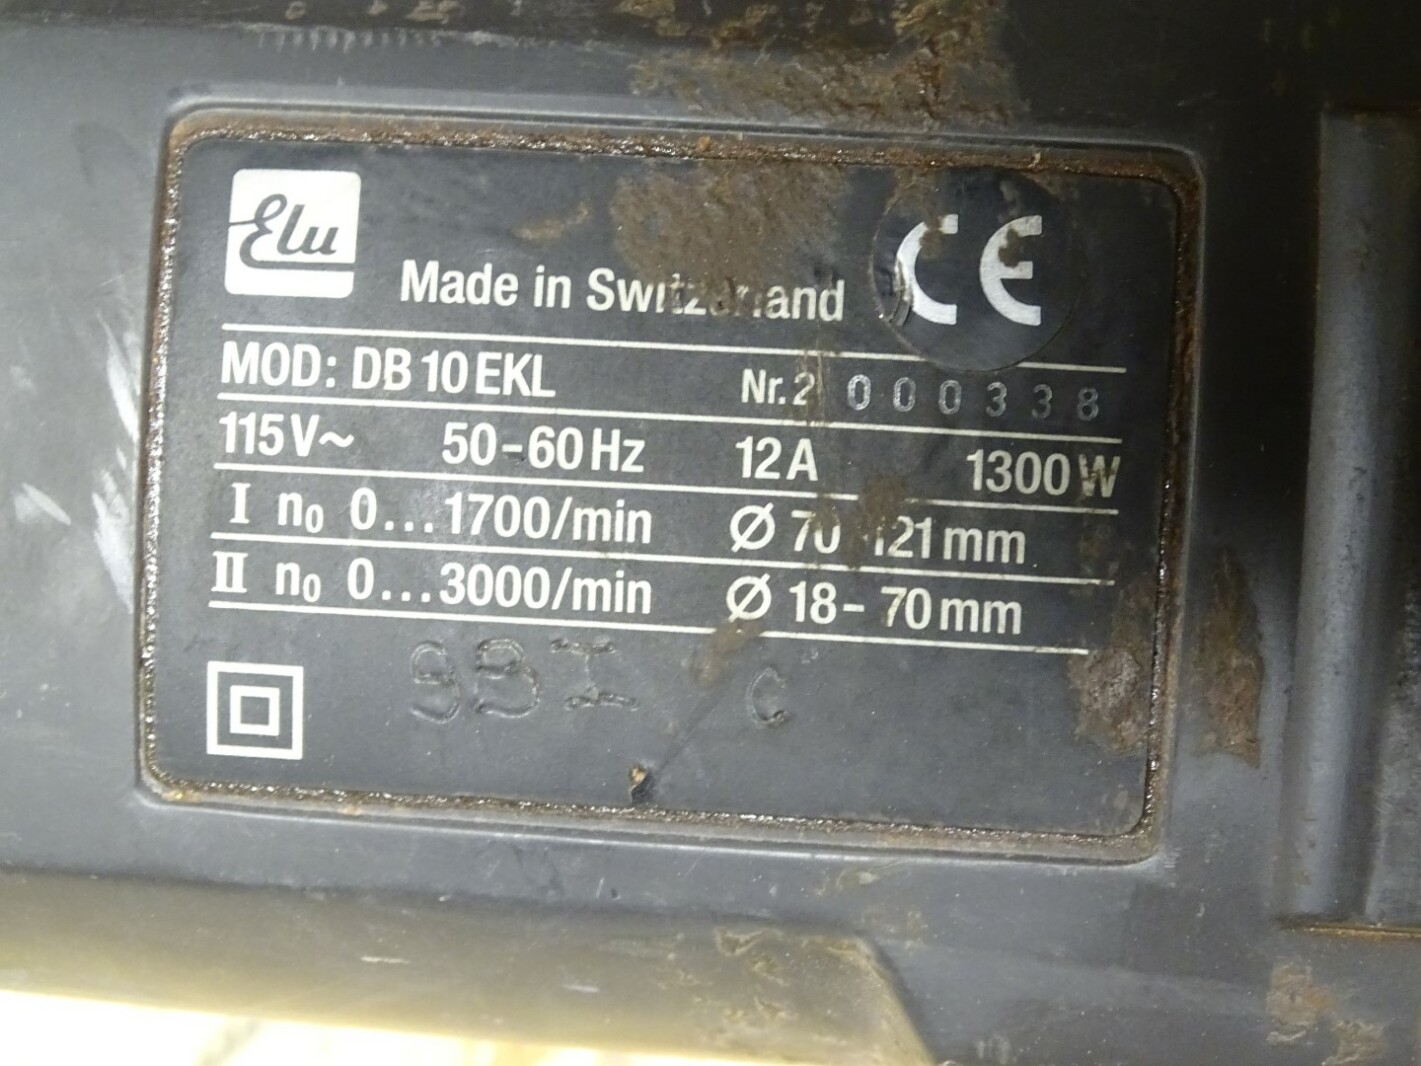 Elu
Made in Switzerland CE
MOD: DB 10 EKL Nr. 2 000338
115 V~ 50-60 Hz 12 A 1300 W
I n₀ 0...1700/min Ø 70-121 mm
II n₀ 0...3000/min Ø 18-70 mm
C